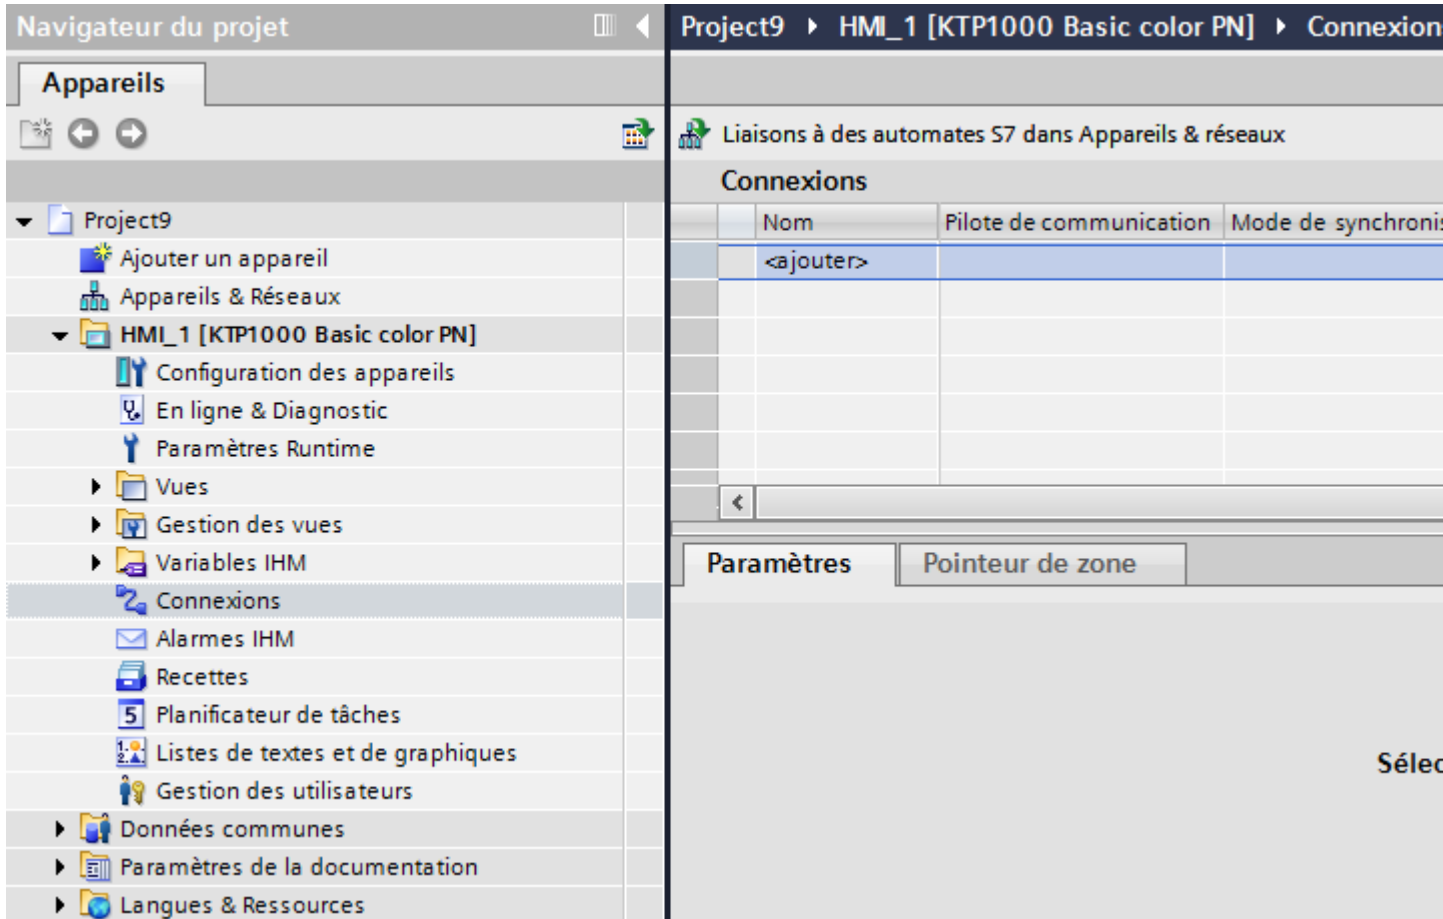 Navigateur du projet
Appareils
Project9
Ajouter un appareil
Appareils & Réseaux
HMI_1 [KTP1000 Basic color PN]
Configuration des appareils
En ligne & Diagnostic
Paramètres Runtime
Vues
Gestion des vues
Variables IHM
Connexions
Alarmes IHM
Recettes
Planificateur de tâches
Listes de textes et de graphiques
Gestion des utilisateurs
Données communes
Paramètres de la documentation
Langues & Ressources
Project9 HMI_1 [KTP1000 Basic color PN] Connexion
Liaisons à des automates S7 dans Appareils & réseaux
Connexions
Nom Pilote de communication Mode de synchronis
<ajouter>
Paramètres Pointeur de zone
Sélec